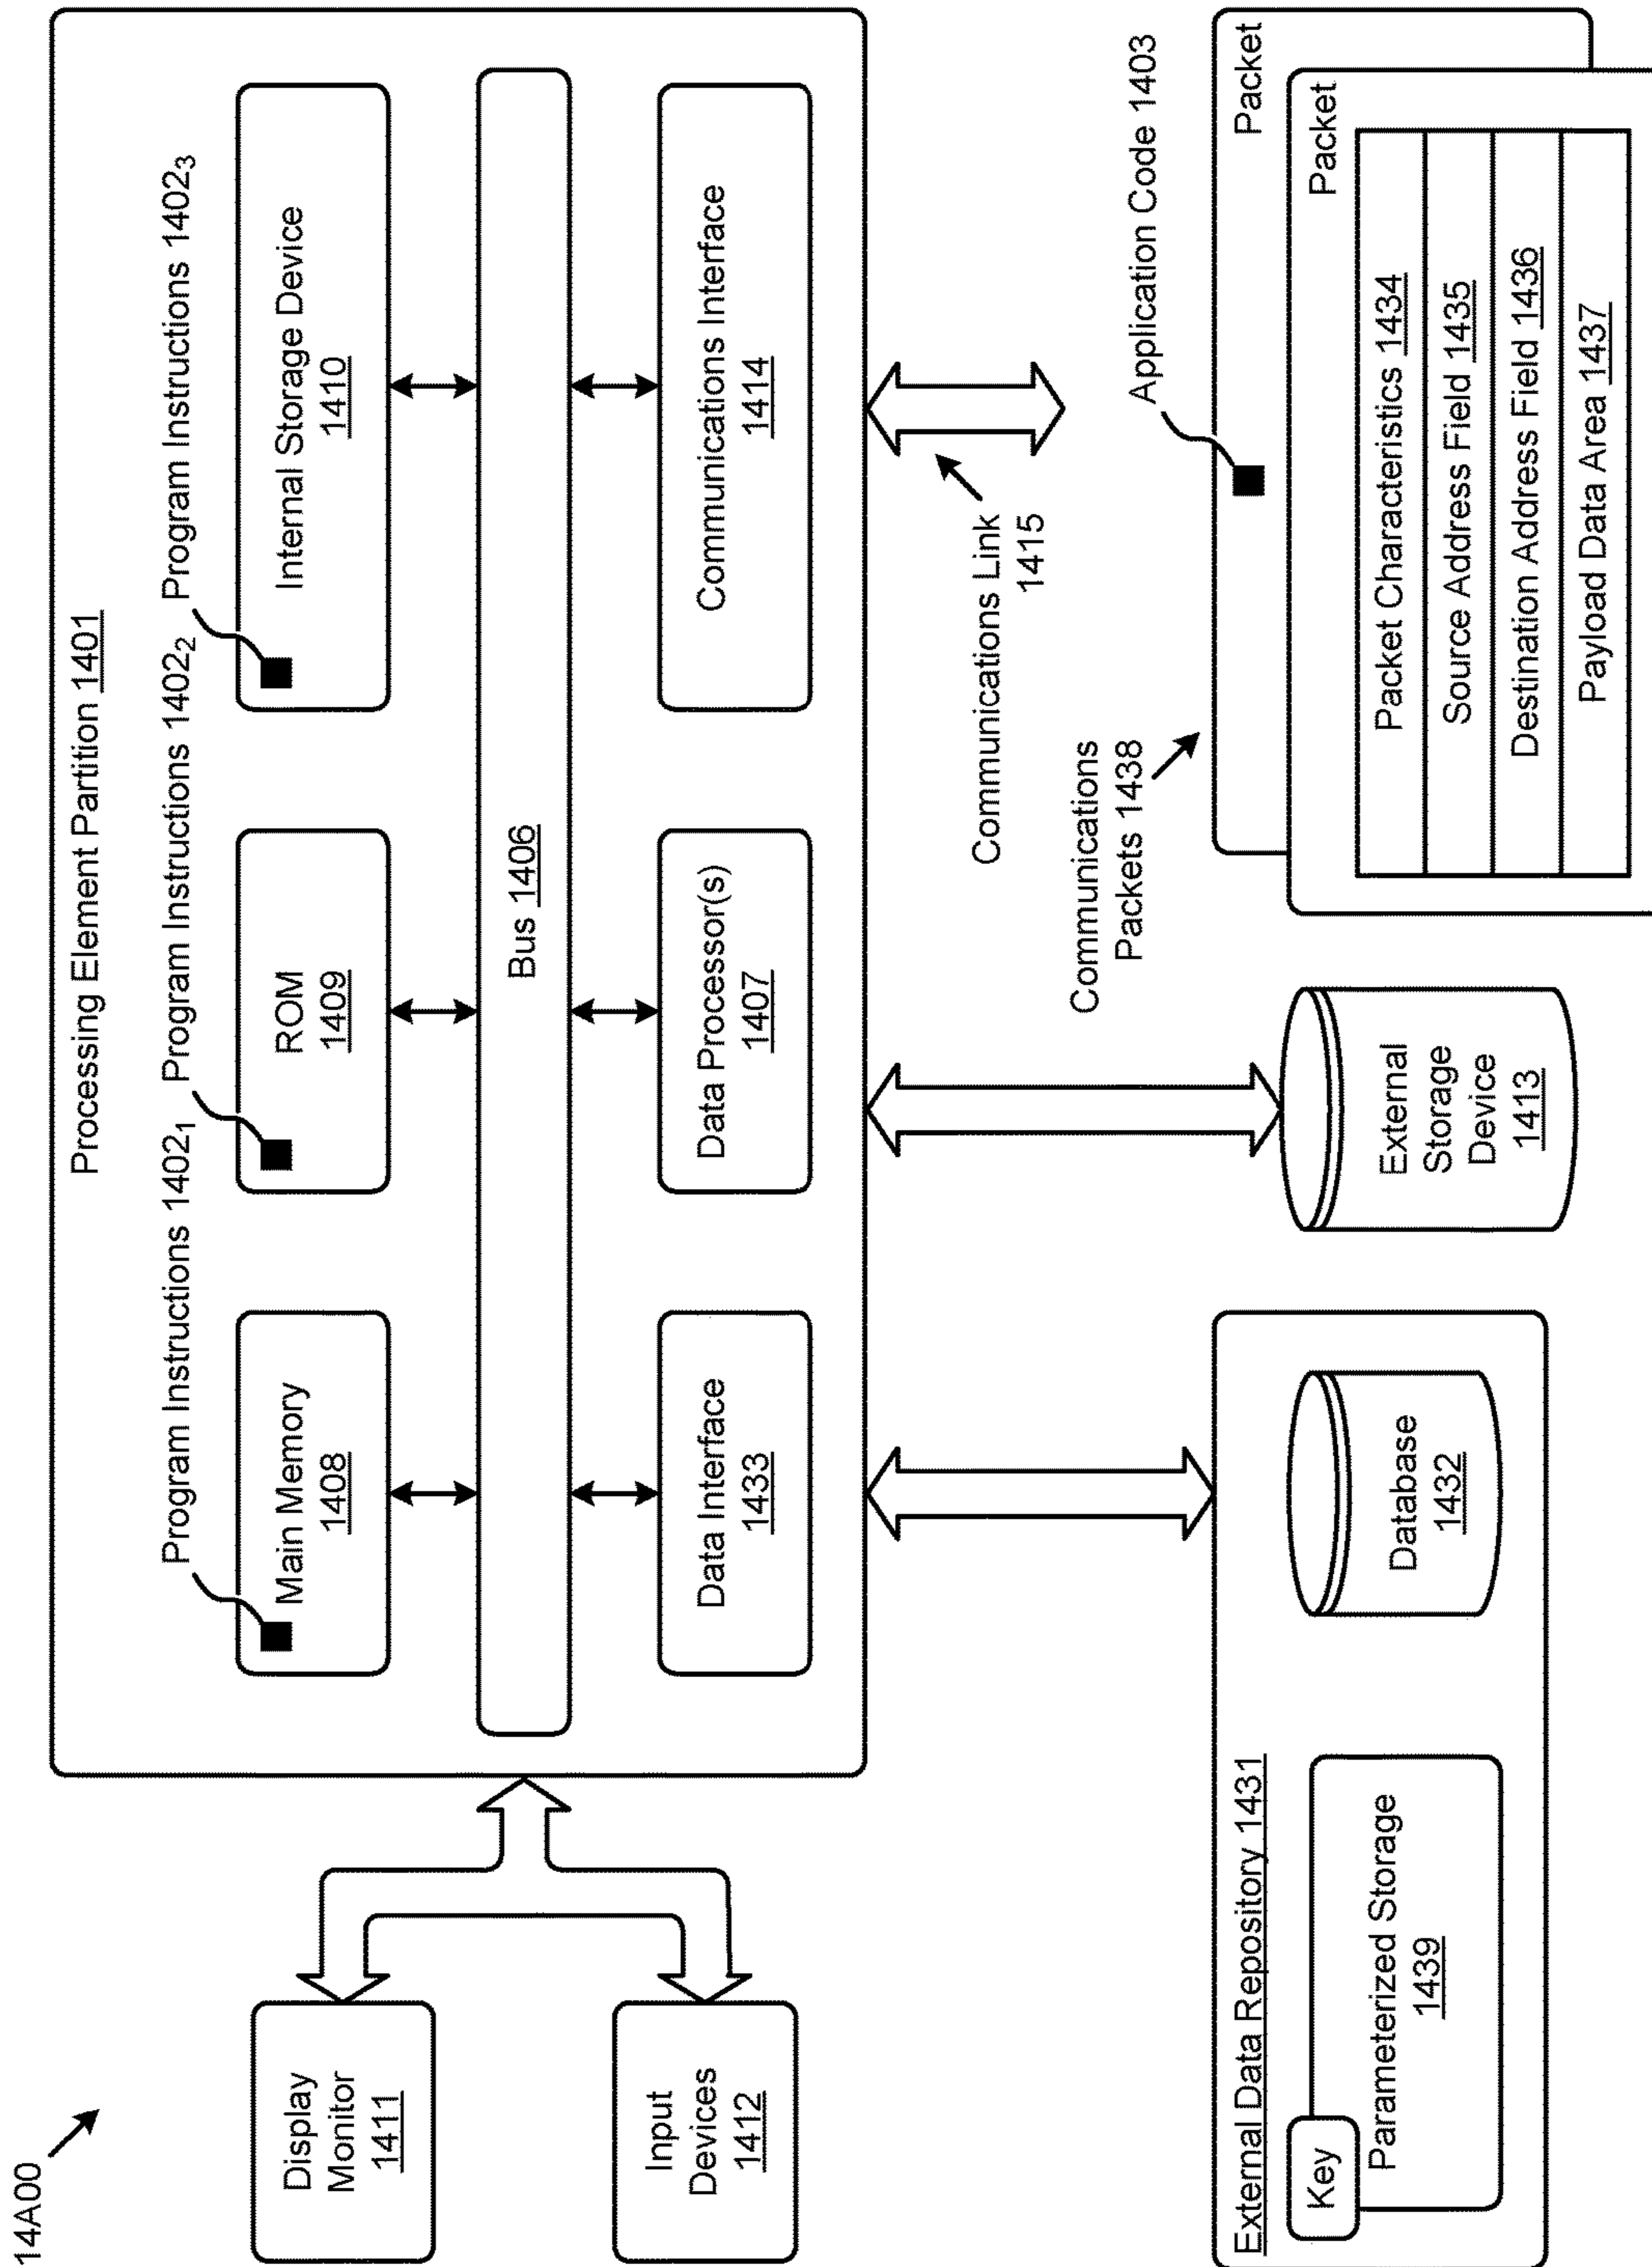 14A00
Processing Element Partition 1401
Program Instructions 1402₁
Program Instructions 1402₂
Program Instructions 1402₃
Main Memory
1408
ROM
1409
Internal Storage Device
1410
Display
Monitor
1411
Bus 1406
Input
Devices
1412
Data Interface
1433
Data Processor(s)
1407
Communications Interface
1414
Communications Link
1415
Communications
Packets 1438
Application Code 1403
External Data Repository 1431
Key
Parameterized Storage
1439
Database
1432
External
Storage
Device
1413
Packet
Packet
Packet Characteristics 1434
Source Address Field 1435
Destination Address Field 1436
Payload Data Area 1437